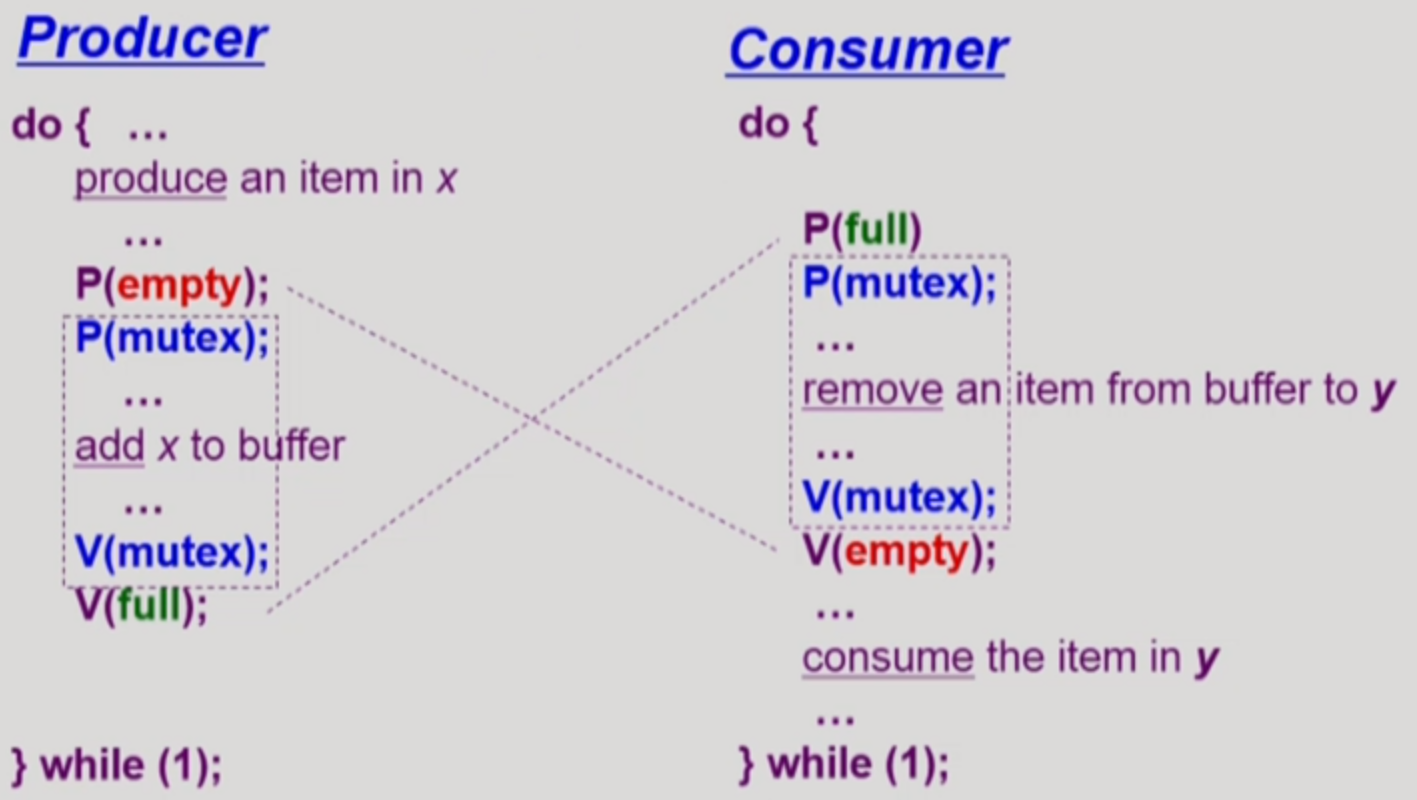 Producer
do { ...
produce an item in x
...
P(empty);
P(mutex);
...
add x to buffer
...
V(mutex);
V(full);
} while (1);
Consumer
do {
P(full)
P(mutex);
...
remove an item from buffer to y
...
V(mutex);
V(empty);
...
consume the item in y
...
} while (1);